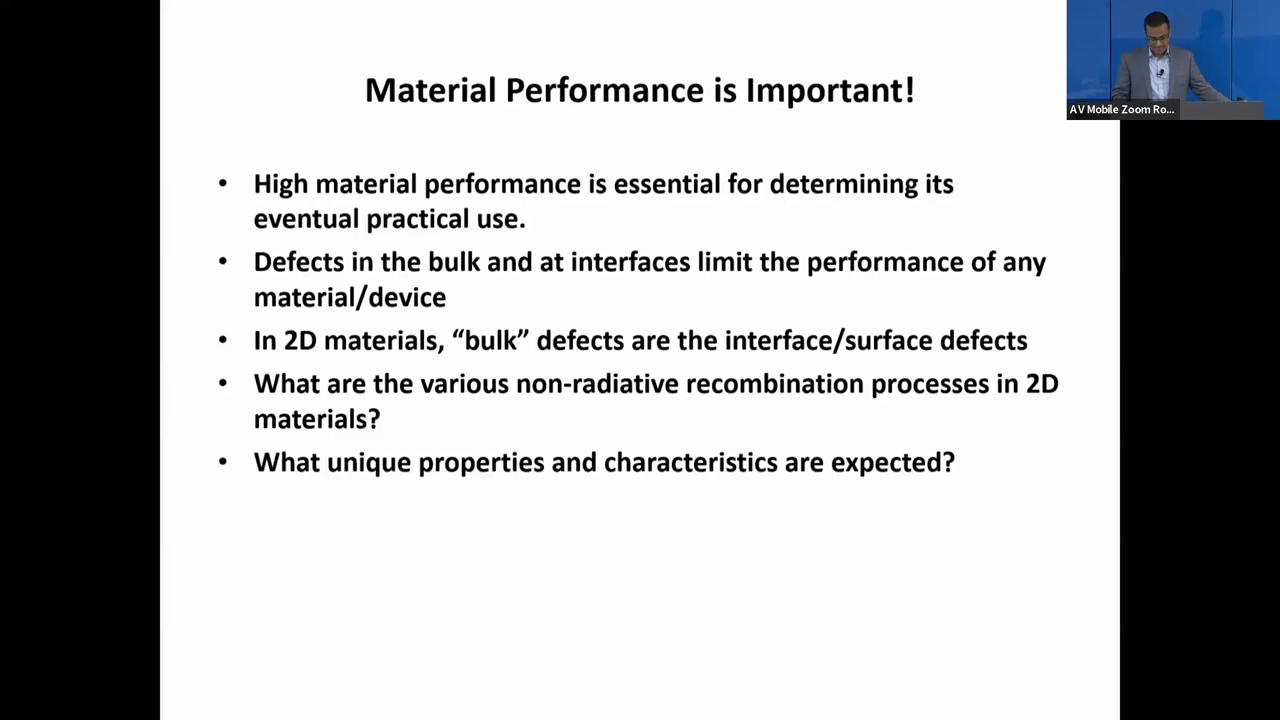 Material Performance is Important!
AV Mobile Zoom Ro...
• High material performance is essential for determining its
eventual practical use.
• Defects in the bulk and at interfaces limit the performance of any
material/device
• In 2D materials, “bulk” defects are the interface/surface defects
• What are the various non-radiative recombination processes in 2D
materials?
• What unique properties and characteristics are expected?